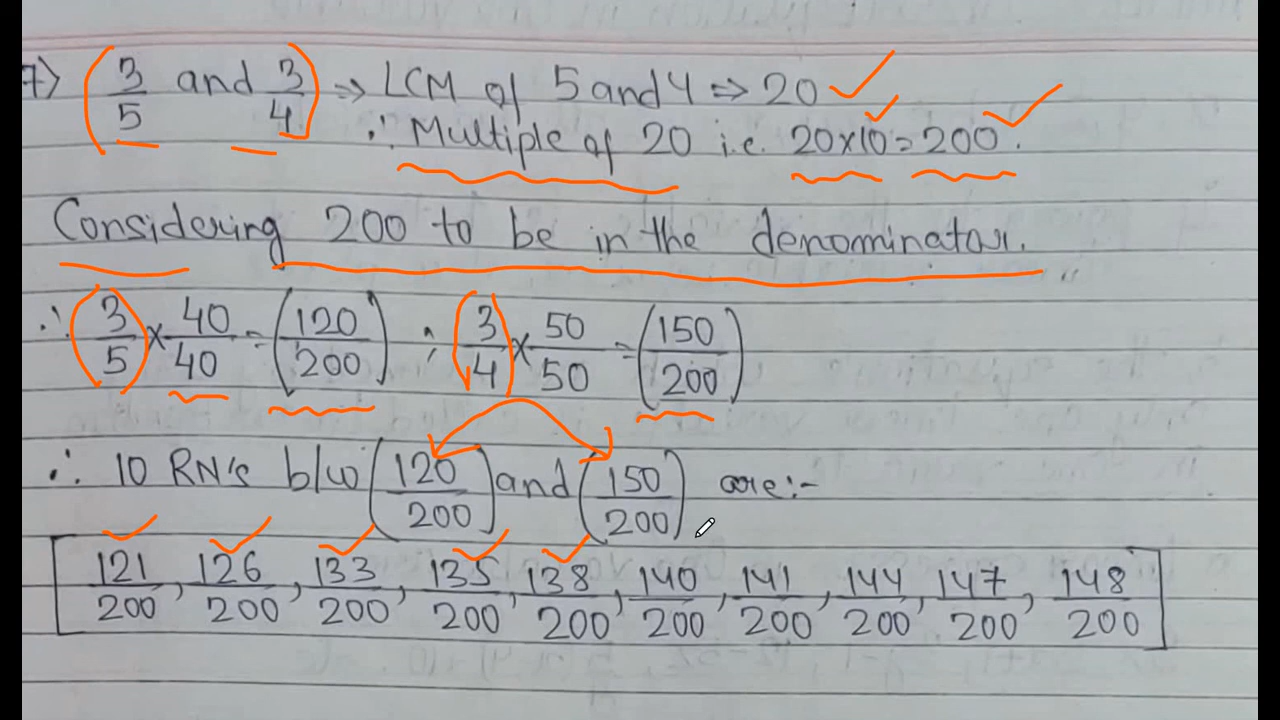 7) 3/5 and 3/4 ⇒ LCM of 5 and 4 ⇒ 20
∴ Multiple of 20 i.e. 20x10=200.
Considering 200 to be in the denominator.
∴ 3/5 x 40/40 = (120/200) ; 3/4 x 50/50 = (150/200)
∴ 10 RN's b/w (120/200) and (150/200) are:-
121/200, 126/200, 133/200, 135/200, 138/200, 140/200, 141/200, 144/200, 147/200, 148/200